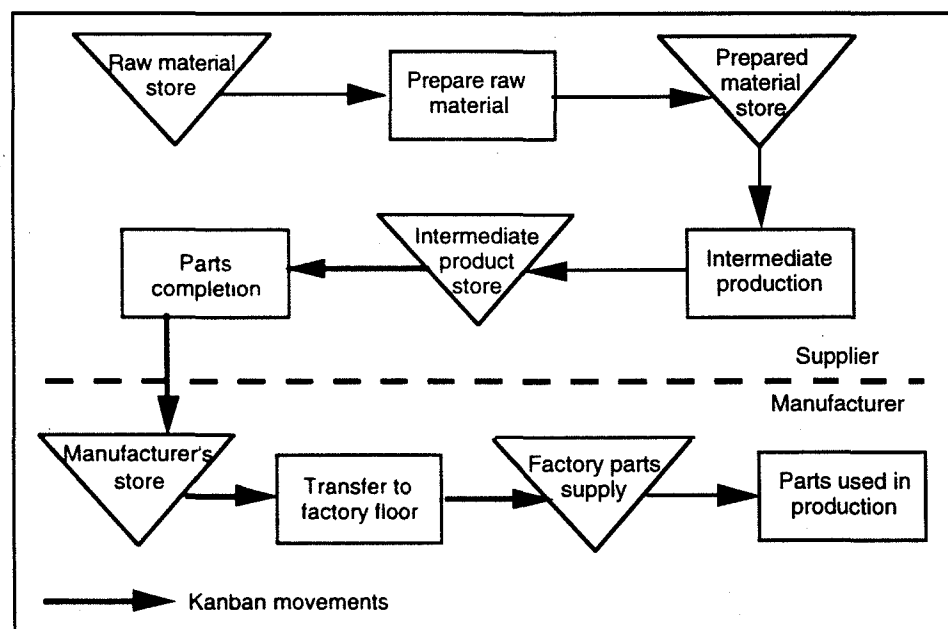 Raw material
store
Prepare raw
material
Prepared
material
store
Parts
completion
Intermediate
product
store
Intermediate
production
Supplier
Manufacturer
Manufacturer's
store
Transfer to
factory floor
Factory parts
supply
Parts used in
production
Kanban movements